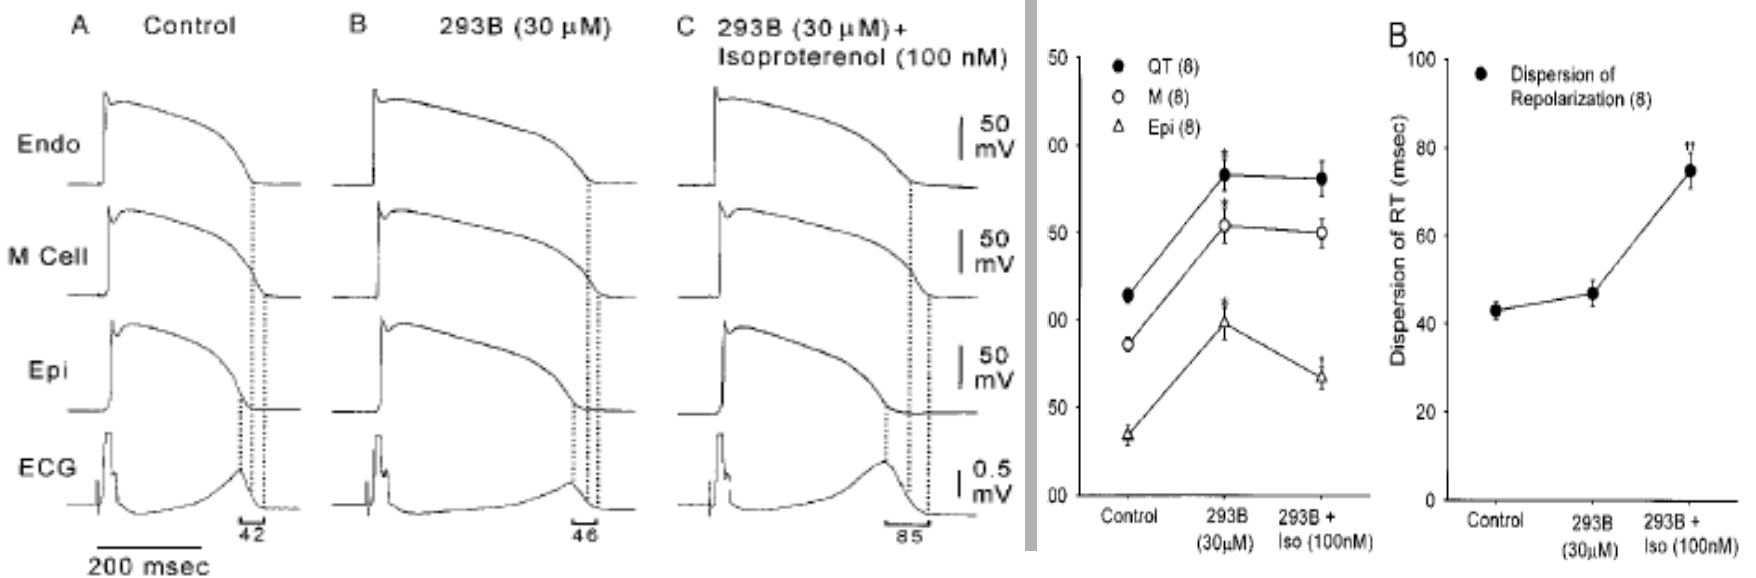 A Control
B 293B (30 μM)
C 293B (30 μM)+
Isoproterenol (100 nM)
Endo
50
mV
M Cell
50
mV
Epi
50
mV
ECG
0.5
mV
42
46
85
200 msec
50
00
50
00
50
00
QT (8)
M (8)
Epi (8)
*
*
*
†
Control
293B
(30μM)
293B +
Iso (100nM)
B
100
80
60
40
20
0
Dispersion of RT (msec)
Dispersion of
Repolarization (8)
Control
293B
(30μM)
293B +
Iso (100nM)